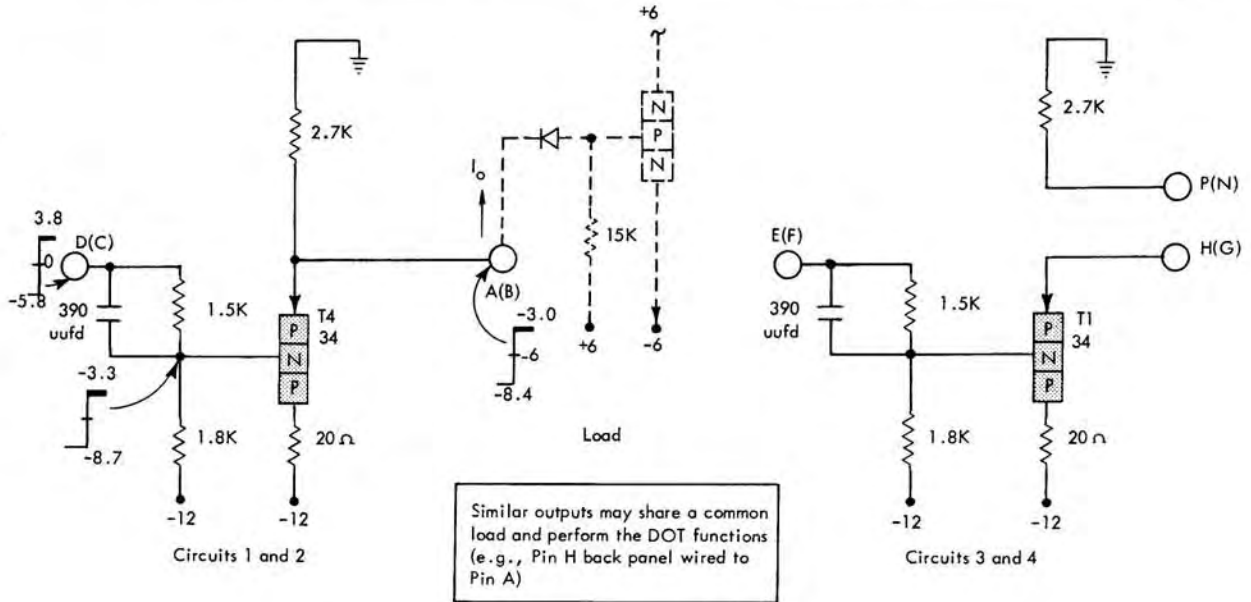 +6
2.7K
N
P
N
Io
15K
+6
-6
3.8
0
-5.8
D(C)
390
uufd
1.5K
T4
34
P
N
P
A(B)
-3.0
-6
-8.4
-3.3
-8.7
1.8K
20 Ω
-12
-12
Load
Circuits 1 and 2
Similar outputs may share a common
load and perform the DOT functions
(e.g., Pin H back panel wired to
Pin A)
2.7K
P(N)
H(G)
E(F)
390
uufd
1.5K
T1
34
P
N
P
1.8K
20 Ω
-12
-12
Circuits 3 and 4